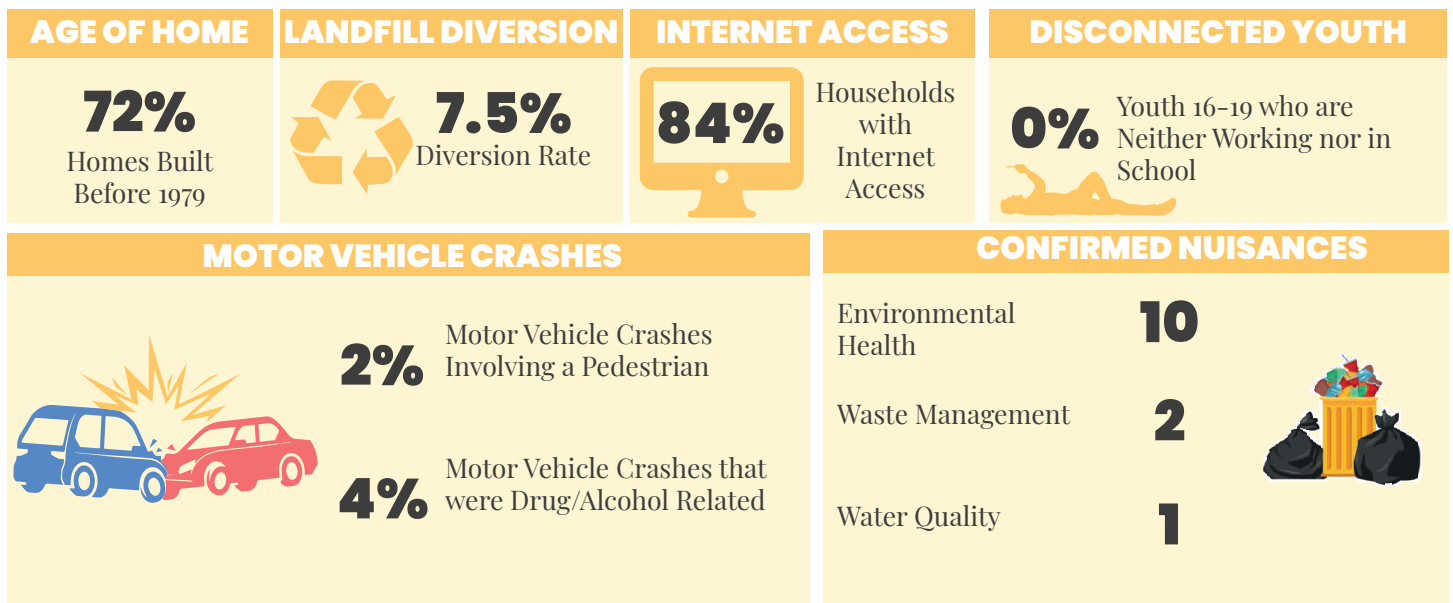 AGE OF HOME
72%
Homes Built
Before 1979
LANDFILL DIVERSION
7.5%
Diversion Rate
INTERNET ACCESS
84%
Households
with
Internet
Access
DISCONNECTED YOUTH
0%
Youth 16-19 who are
Neither Working nor in
School
MOTOR VEHICLE CRASHES
2%
Motor Vehicle Crashes
Involving a Pedestrian
4%
Motor Vehicle Crashes that
were Drug/Alcohol Related
CONFIRMED NUISANCES
Environmental
Health
10
Waste Management
2
Water Quality
1